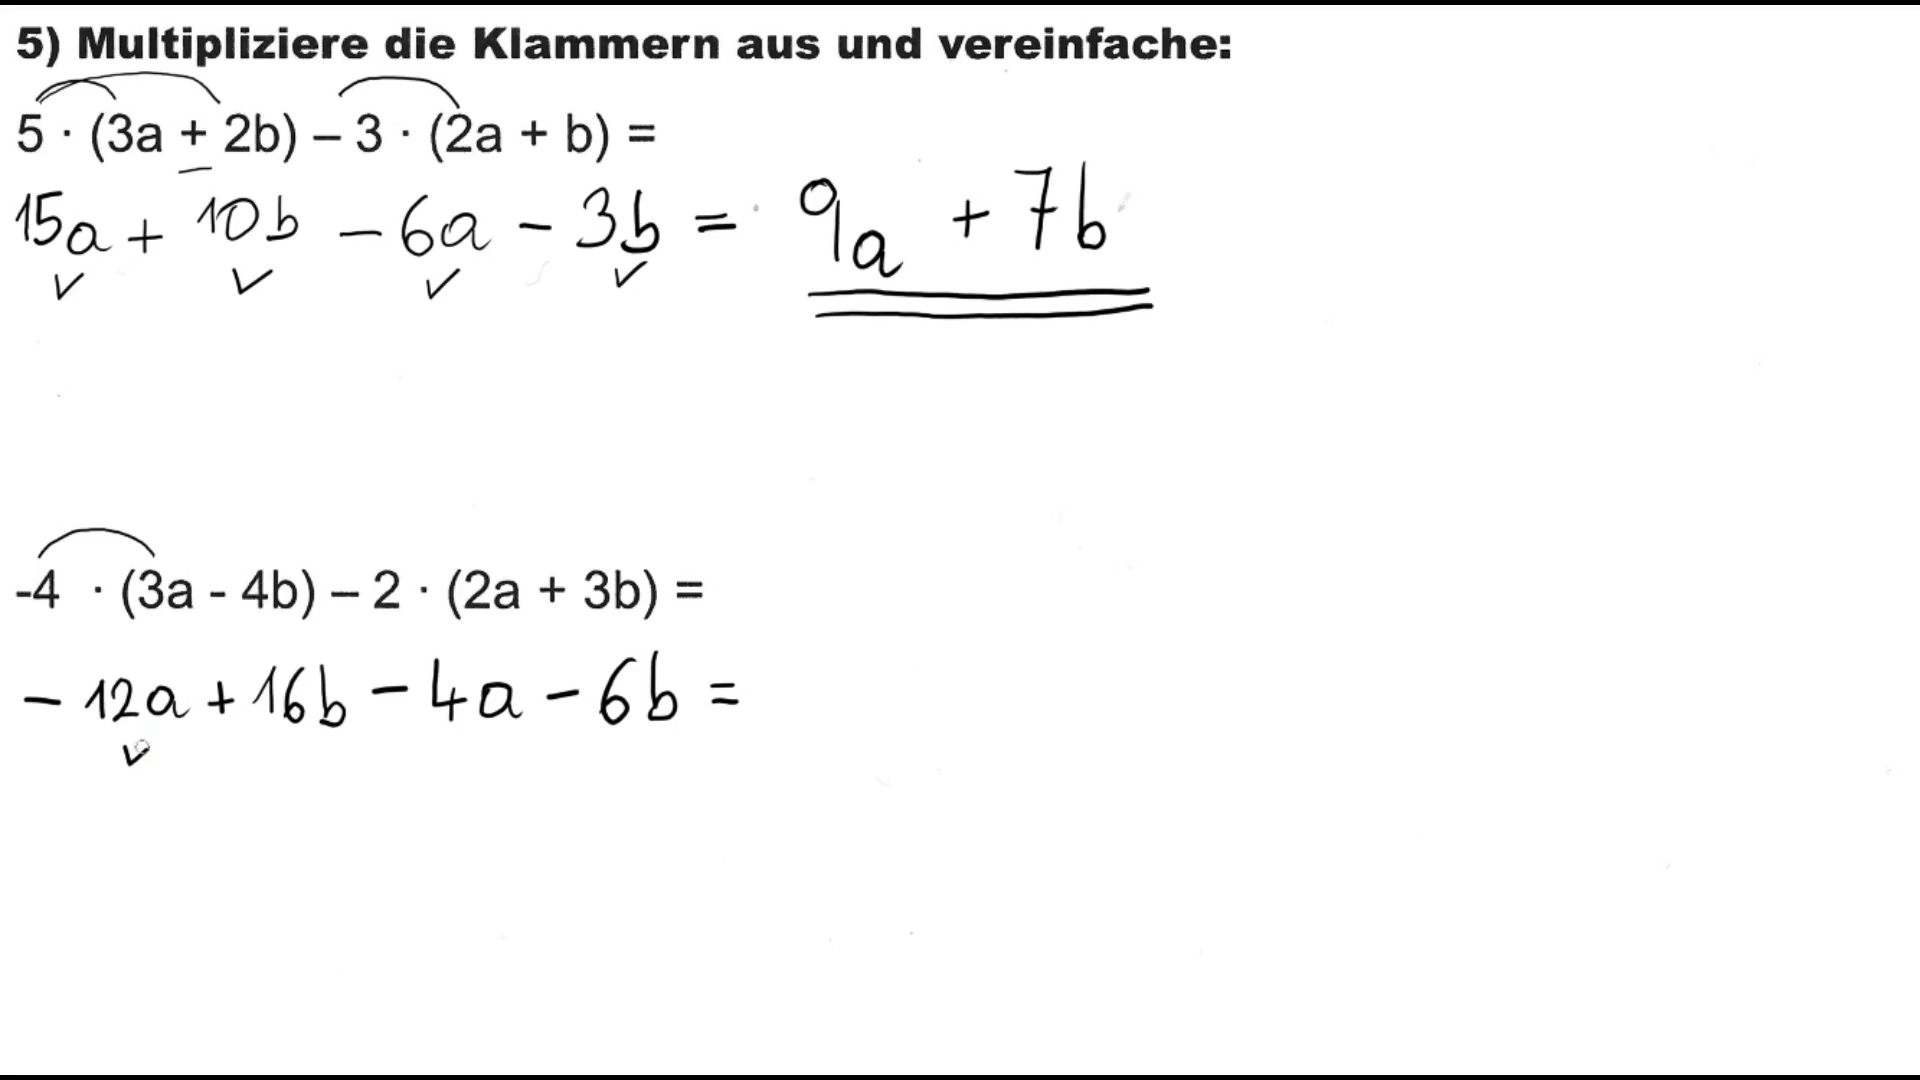 5) Multipliziere die Klammern aus und vereinfache:
5 · (3a + 2b) – 3 · (2a + b) =
15a + 10b – 6a – 3b = 9a + 7b
-4 · (3a - 4b) – 2 · (2a + 3b) =
– 12a + 16b – 4a – 6b =